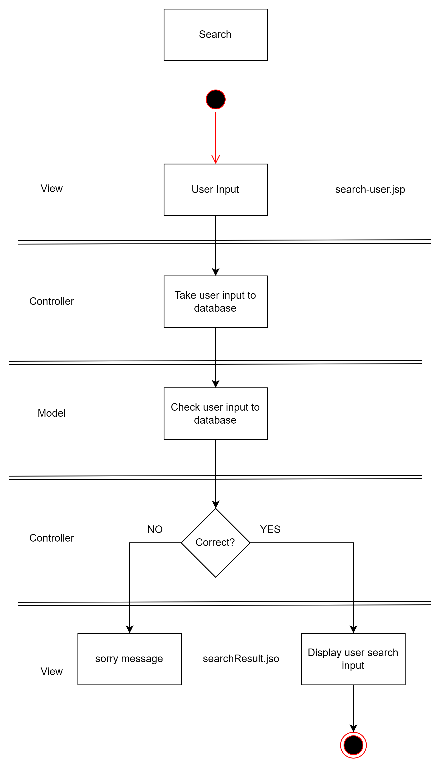 Search
View
User Input
search-user.jsp
Controller
Take user input to
database
Model
Check user input to
database
Controller
NO
Correct?
YES
View
sorry message
searchResult.jso
Display user search
Input